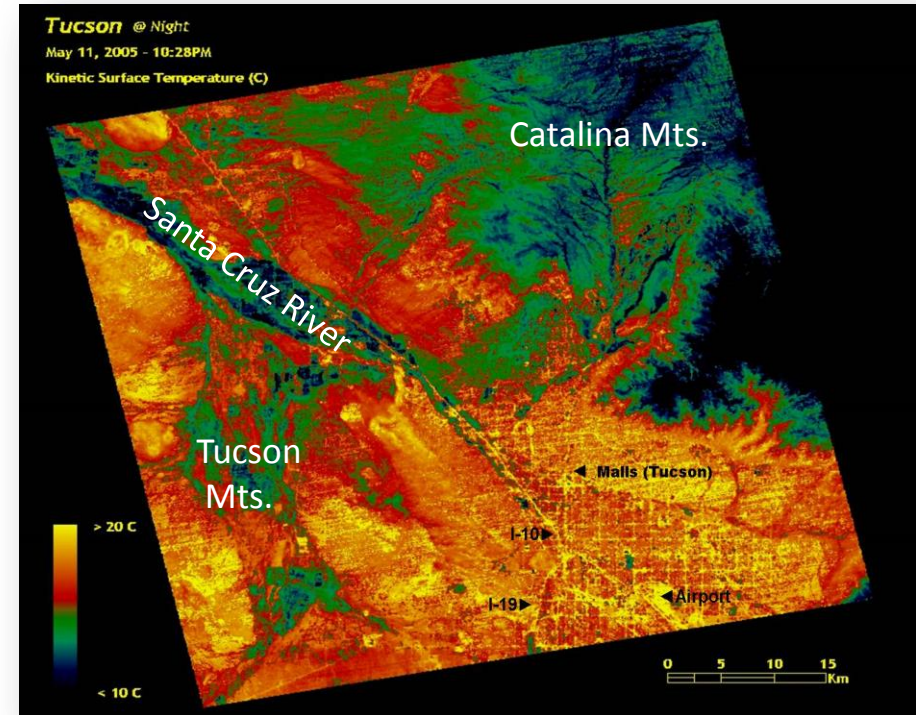 Tucson @ Night
May 11, 2005 - 10:28PM
Kinetic Surface Temperature (C)
Catalina Mts.
Santa Cruz River
Tucson
Mts.
◄ Malls (Tucson)
I-10►
I-19►
◄Airport
> 20 C
< 10 C
0 5 10 15
Km